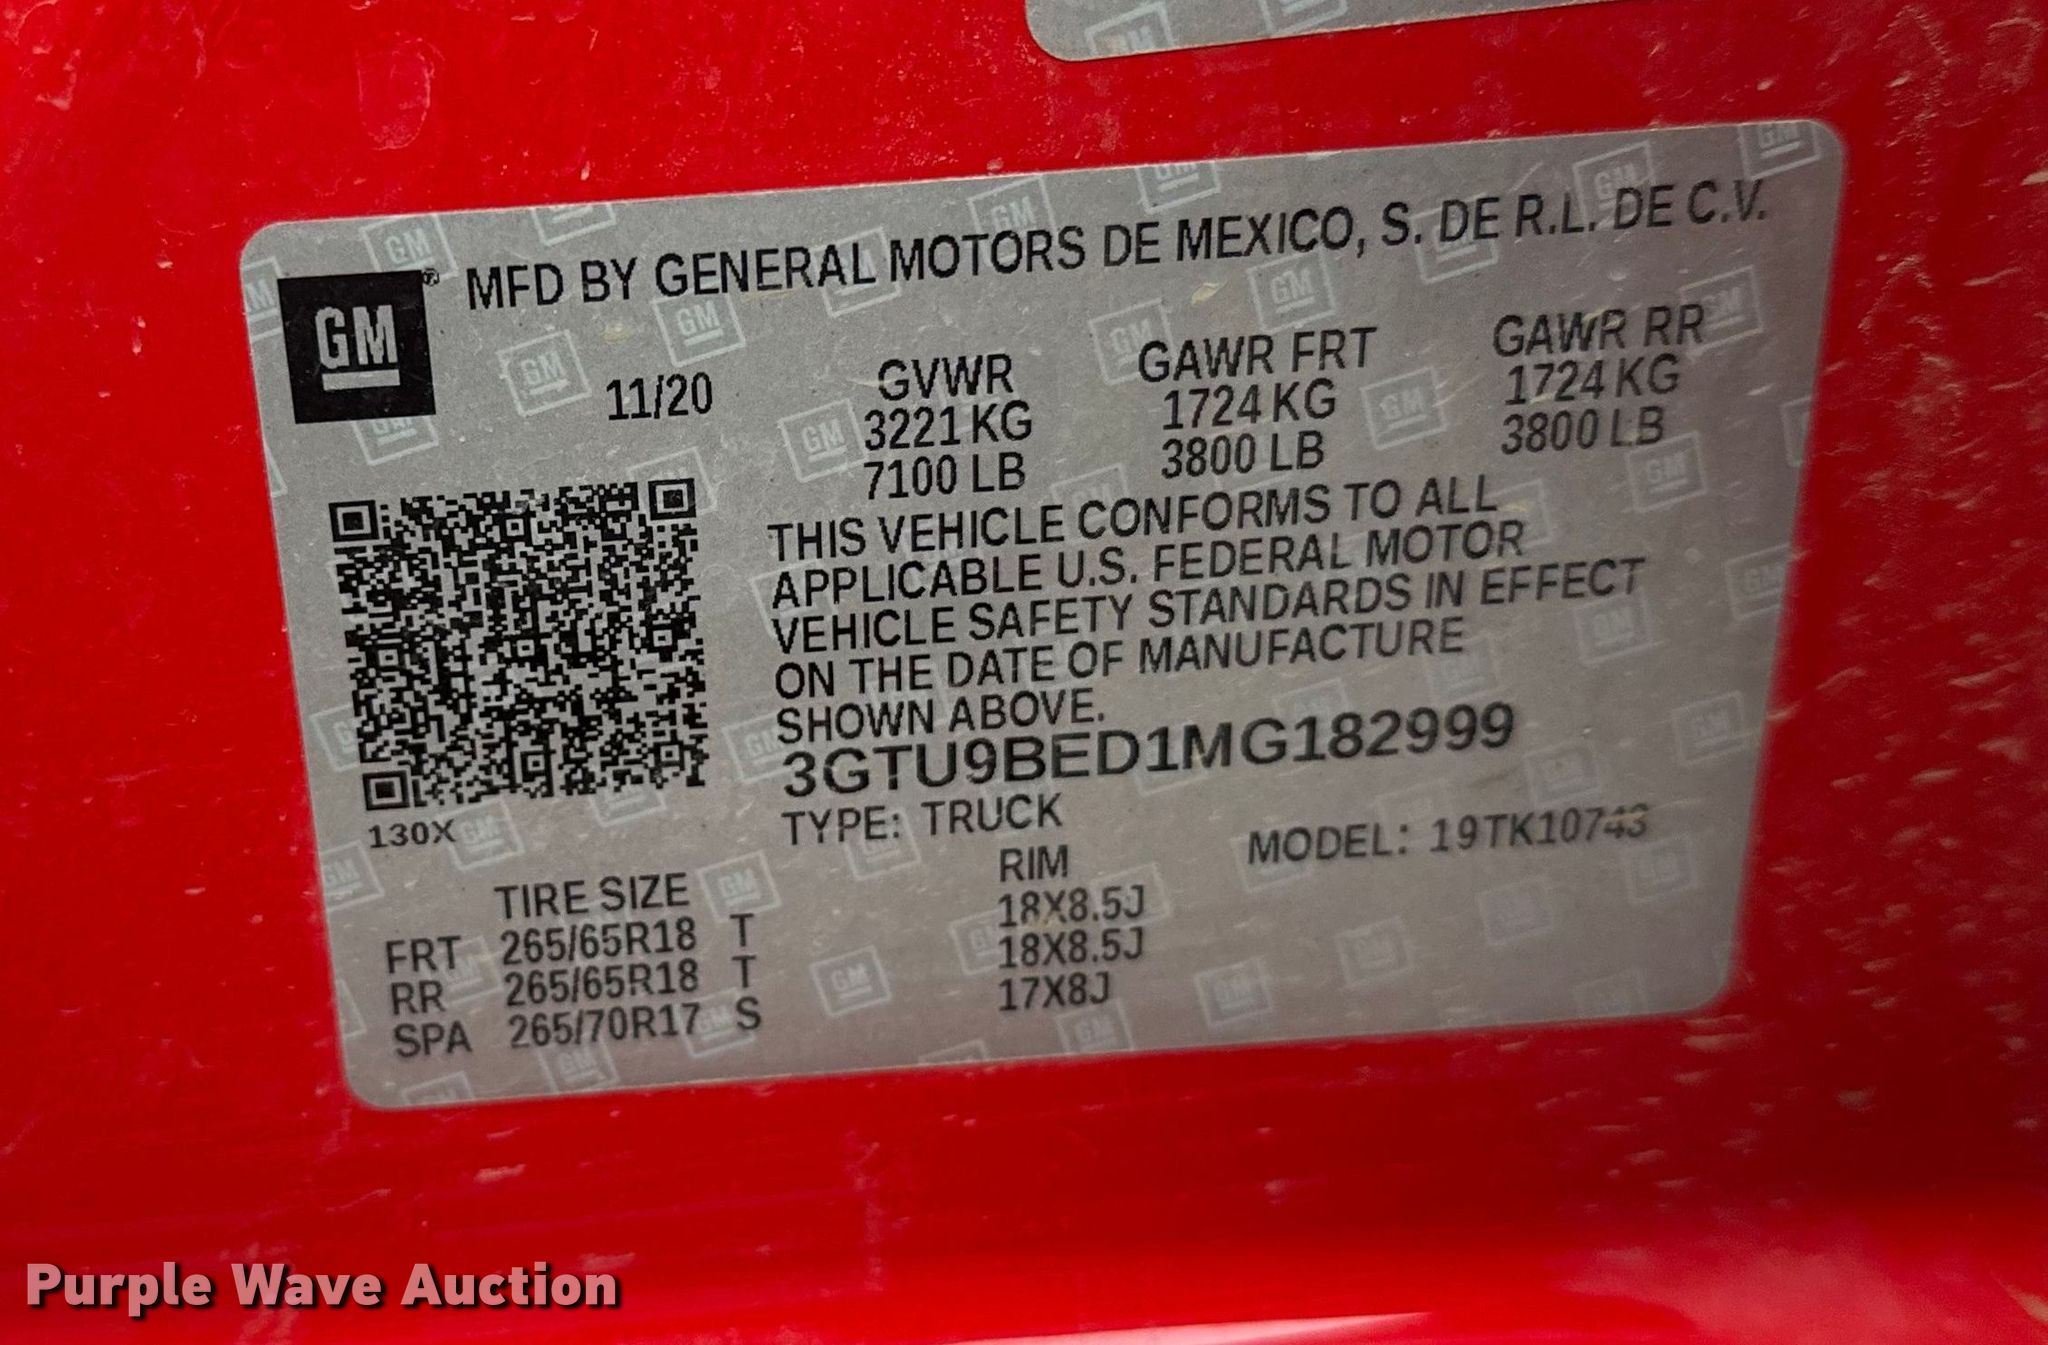 GM® MFD BY GENERAL MOTORS DE MEXICO, S. DE R.L. DE C.V.
11/20
GVWR GAWR FRT GAWR RR
3221 KG 1724 KG 1724 KG
7100 LB 3800 LB 3800 LB
THIS VEHICLE CONFORMS TO ALL
APPLICABLE U.S. FEDERAL MOTOR
VEHICLE SAFETY STANDARDS IN EFFECT
ON THE DATE OF MANUFACTURE
SHOWN ABOVE.
3GTU9BED1MG182999
130X
TYPE: TRUCK MODEL: 19TK10743
TIRE SIZE RIM
FRT 265/65R18 T 18X8.5J
RR 265/65R18 T 18X8.5J
SPA 265/70R17 S 17X8J
Purple Wave Auction